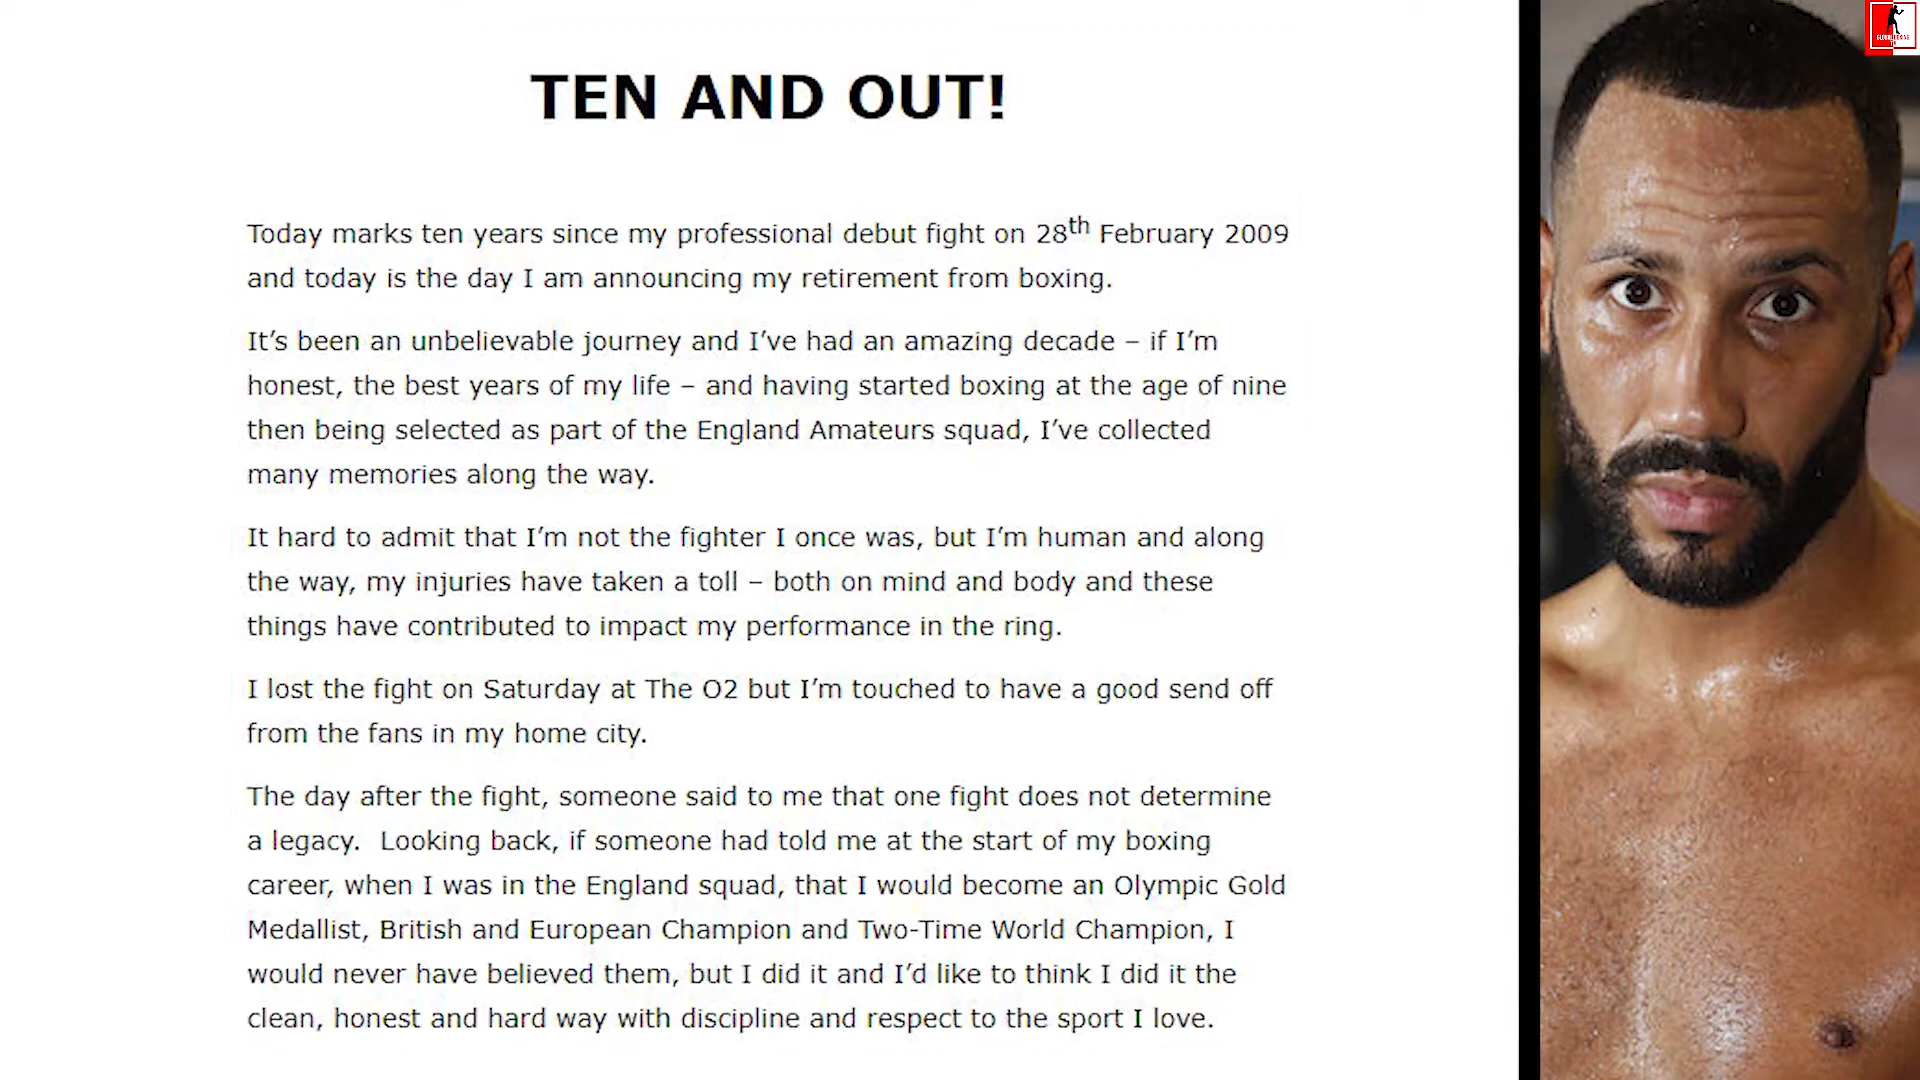 TEN AND OUT!
Today marks ten years since my professional debut fight on 28th February 2009
and today is the day I am announcing my retirement from boxing.
It’s been an unbelievable journey and I’ve had an amazing decade – if I’m
honest, the best years of my life – and having started boxing at the age of nine
then being selected as part of the England Amateurs squad, I’ve collected
many memories along the way.
It hard to admit that I’m not the fighter I once was, but I’m human and along
the way, my injuries have taken a toll – both on mind and body and these
things have contributed to impact my performance in the ring.
I lost the fight on Saturday at The O2 but I’m touched to have a good send off
from the fans in my home city.
The day after the fight, someone said to me that one fight does not determine
a legacy.  Looking back, if someone had told me at the start of my boxing
career, when I was in the England squad, that I would become an Olympic Gold
Medallist, British and European Champion and Two-Time World Champion, I
would never have believed them, but I did it and I’d like to think I did it the
clean, honest and hard way with discipline and respect to the sport I love.